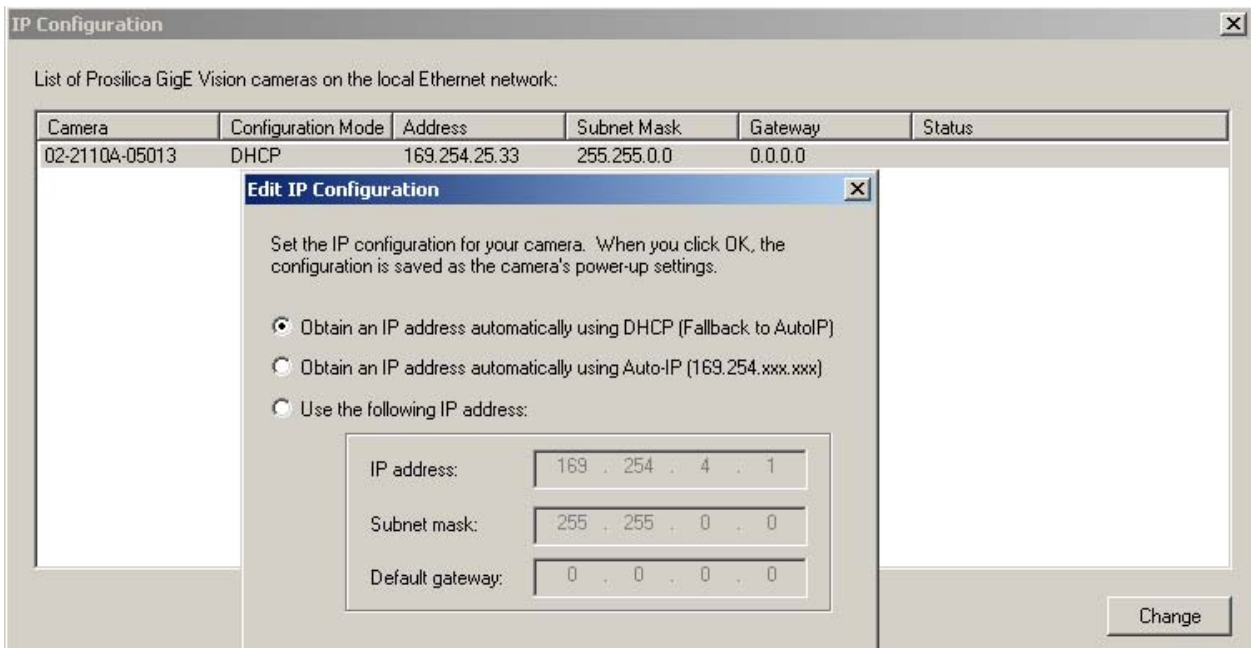 IP Configuration
List of Prosilica GigE Vision cameras on the local Ethernet network:
Camera Configuration Mode Address Subnet Mask Gateway Status
02-2110A-05013 DHCP 169.254.25.33 255.255.0.0 0.0.0.0
Edit IP Configuration
Set the IP configuration for your camera. When you click OK, the
configuration is saved as the camera's power-up settings.
Obtain an IP address automatically using DHCP (Fallback to AutoIP)
Obtain an IP address automatically using Auto-IP (169.254.xxx.xxx)
Use the following IP address:
IP address: 169 . 254 . 4 . 1
Subnet mask: 255 . 255 . 0 . 0
Default gateway: 0 . 0 . 0 . 0
Change